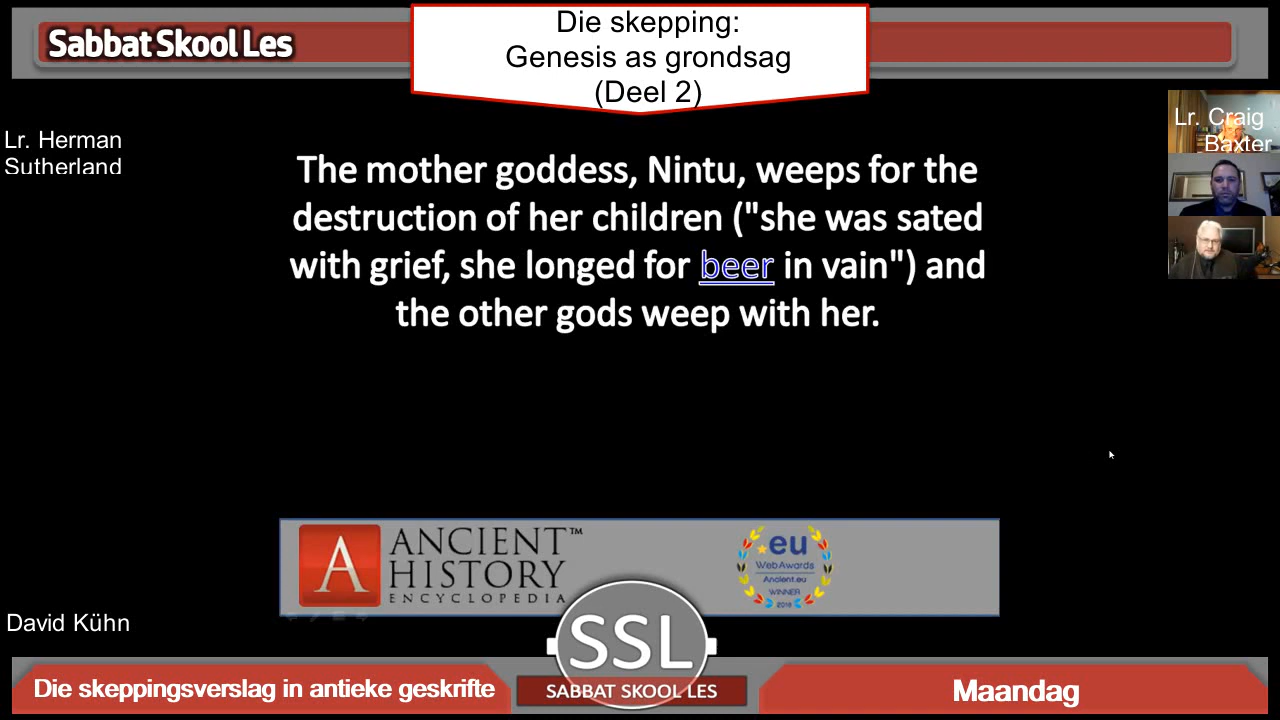 Sabbat Skool Les
Die skepping:
Genesis as grondsag
(Deel 2)
Lr. Herman
Sutherland
Lr. Craig
Baxter
The mother goddess, Nintu, weeps for the
destruction of her children ("she was sated
with grief, she longed for beer in vain") and
the other gods weep with her.
A
ANCIENT™
HISTORY
ENCYCLOPEDIA
eu
WebAwards
Ancient.eu
WINNER
2016
David Kühn
SSL
SABBAT SKOOL LES
Die skeppingsverslag in antieke geskrifte
Maandag